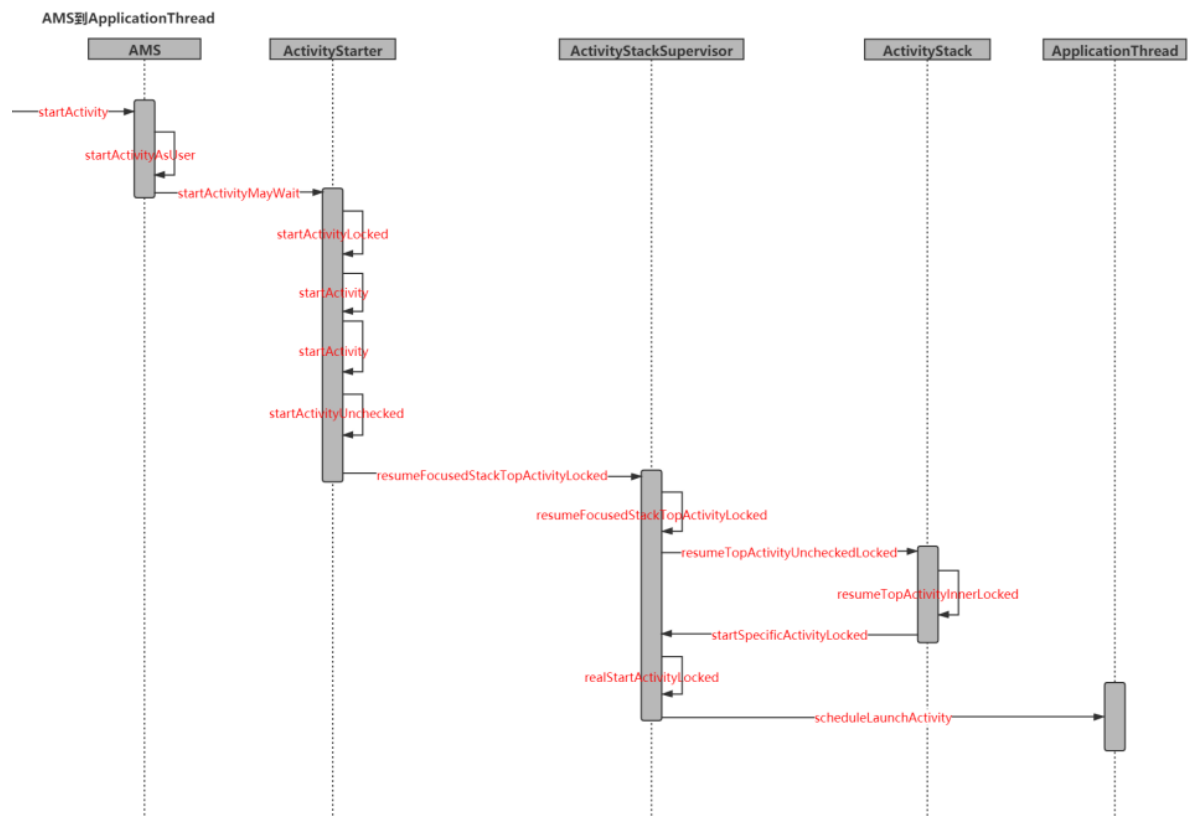 AMS到ApplicationThread
AMS
ActivityStarter
ActivityStackSupervisor
ActivityStack
ApplicationThread
startActivity
startActivityAsUser
startActivityMayWait
startActivityLocked
startActivity
startActivity
startActivityUnchecked
resumeFocusedStackTopActivityLocked
resumeFocusedStackTopActivityLocked
resumeTopActivityUncheckedLocked
resumeTopActivityInnerLocked
startSpecificActivityLocked
realStartActivityLocked
scheduleLaunchActivity